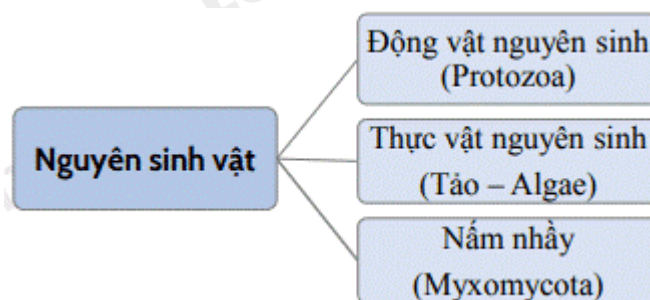 Động vật nguyên sinh
(Protozoa)
Nguyên sinh vật
Thực vật nguyên sinh
(Tảo – Algae)
Nấm nhầy
(Myxomycota)